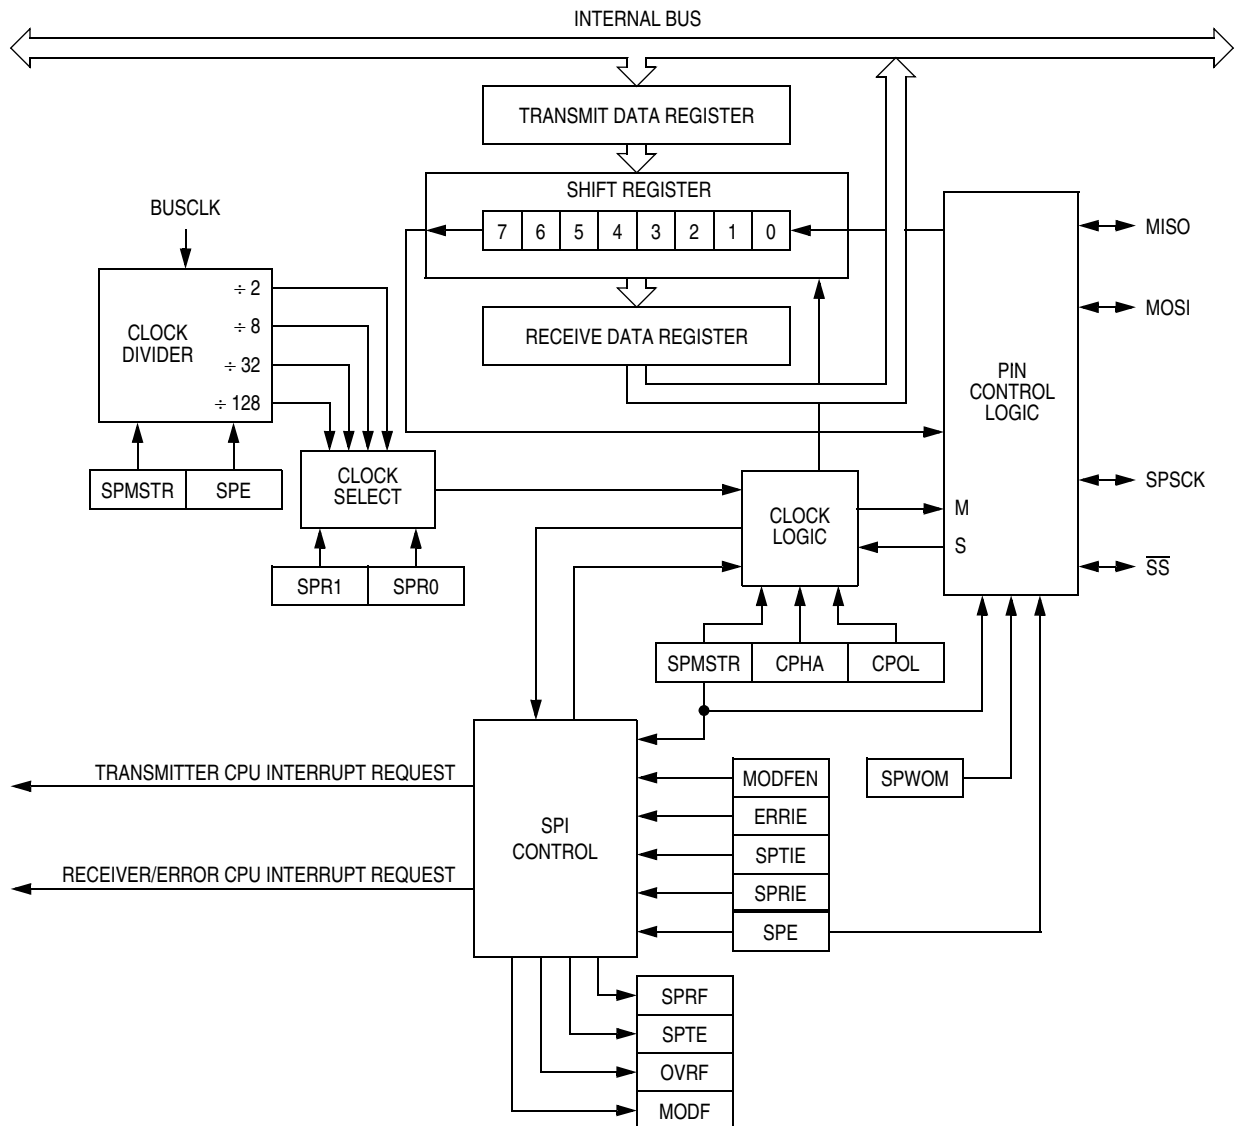 INTERNAL BUS
TRANSMIT DATA REGISTER
SHIFT REGISTER
7 6 5 4 3 2 1 0
RECEIVE DATA REGISTER
BUSCLK
CLOCK
DIVIDER
÷ 2
÷ 8
÷ 32
÷ 128
SPMSTR SPE
CLOCK
SELECT
SPR1 SPR0
CLOCK
LOGIC
SPMSTR CPHA CPOL
PIN
CONTROL
LOGIC
M
S
MISO
MOSI
SPSCK
SS
TRANSMITTER CPU INTERRUPT REQUEST
RECEIVER/ERROR CPU INTERRUPT REQUEST
SPI
CONTROL
MODFEN
ERRIE
SPTIE
SPRIE
SPE
SPWOM
SPRF
SPTE
OVRF
MODF